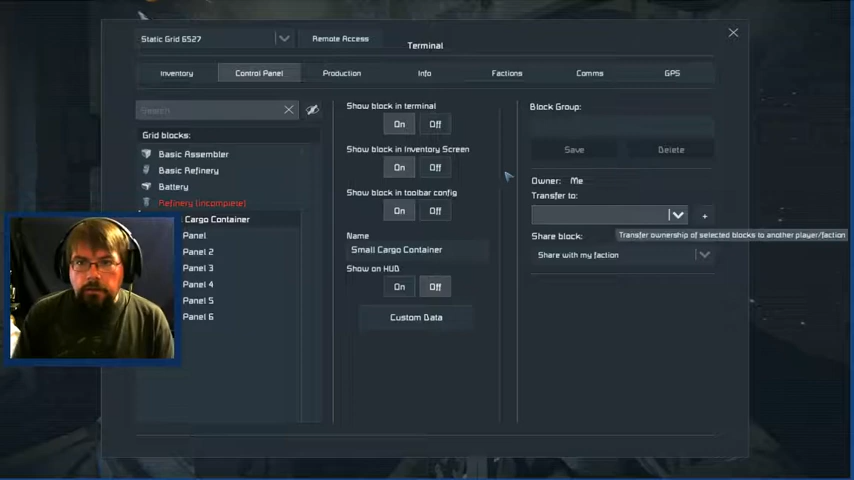 Static Grid 6527
Remote Access
Terminal
Inventory
Control Panel
Production
Info
Factions
Comms
GPS
Search
Grid blocks:
Basic Assembler
Basic Refinery
Battery
Refinery (Incomplete)
Cargo Container
Panel
Panel 2
Panel 3
Panel 4
Panel 5
Panel 6
Show block in terminal
On Off
Show block in Inventory Screen
On Off
Show block in toolbar config
On Off
Name
Small Cargo Container
Show on HUD
On Off
Custom Data
Block Group:
Save Delete
Owner: Me
Transfer to:
+
Transfer ownership of selected blocks to another player/faction
Share block:
Share with my faction